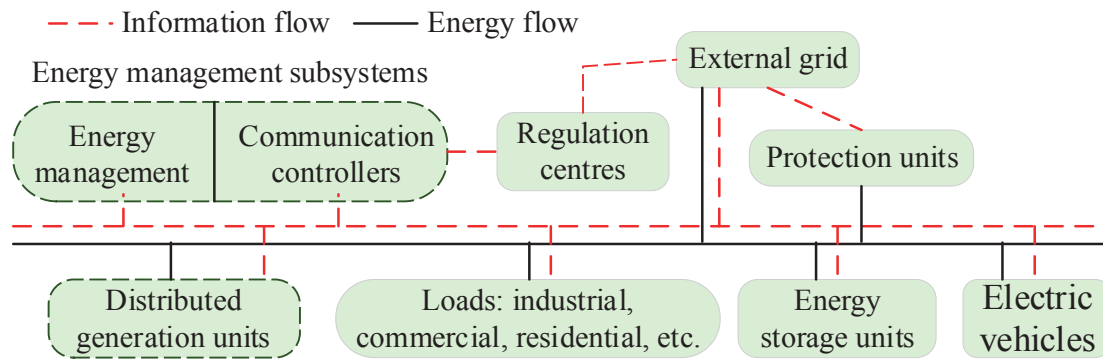 Information flow
Energy flow
Energy management subsystems
External grid
Energy
management
Communication
controllers
Regulation
centres
Protection units
Distributed
generation units
Loads: industrial,
commercial, residential, etc.
Energy
storage units
Electric
vehicles